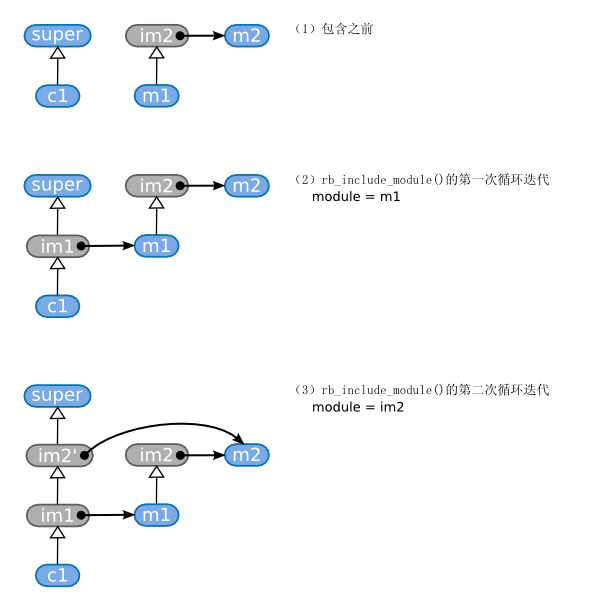 super
im2
m2
(1)包含之前
c1
m1
super
im2
m2
(2)rb_include_module()的第一次循环迭代
module = m1
im1
m1
c1
super
(3)rb_include_module()的第二次循环迭代
module = im2
im2'
im2
m2
im1
m1
c1